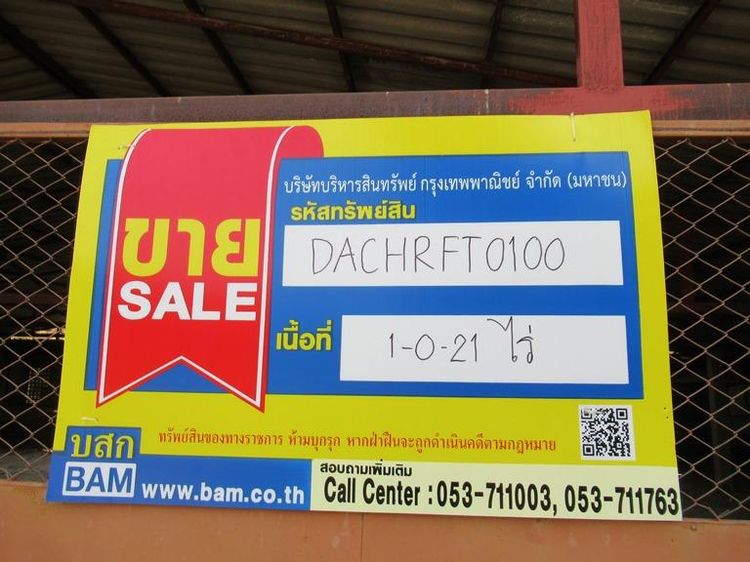 บริษัทบริหารสินทรัพย์ กรุงเทพพาณิชย์ จำกัด (มหาชน)
รหัสทรัพย์สิน
DACHRFT0100
ขาย
SALE
เนื้อที่ 1-0-21 ไร่
ทรัพย์สินของทางราชการ ห้ามบุกรุก หากฝ่าฝืนจะถูกดำเนินคดีตามกฎหมาย
บสก
BAM www.bam.co.th
สอบถามเพิ่มเติม
Call Center : 053-711003, 053-711763